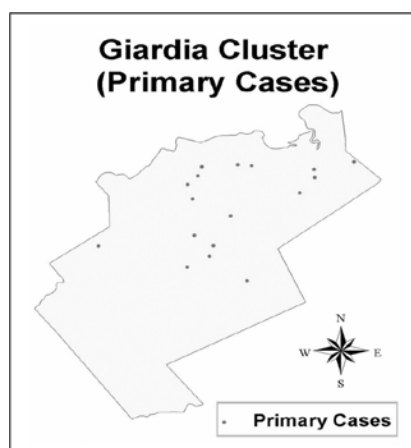 Giardia Cluster
(Primary Cases)
N
W E
S
Primary Cases